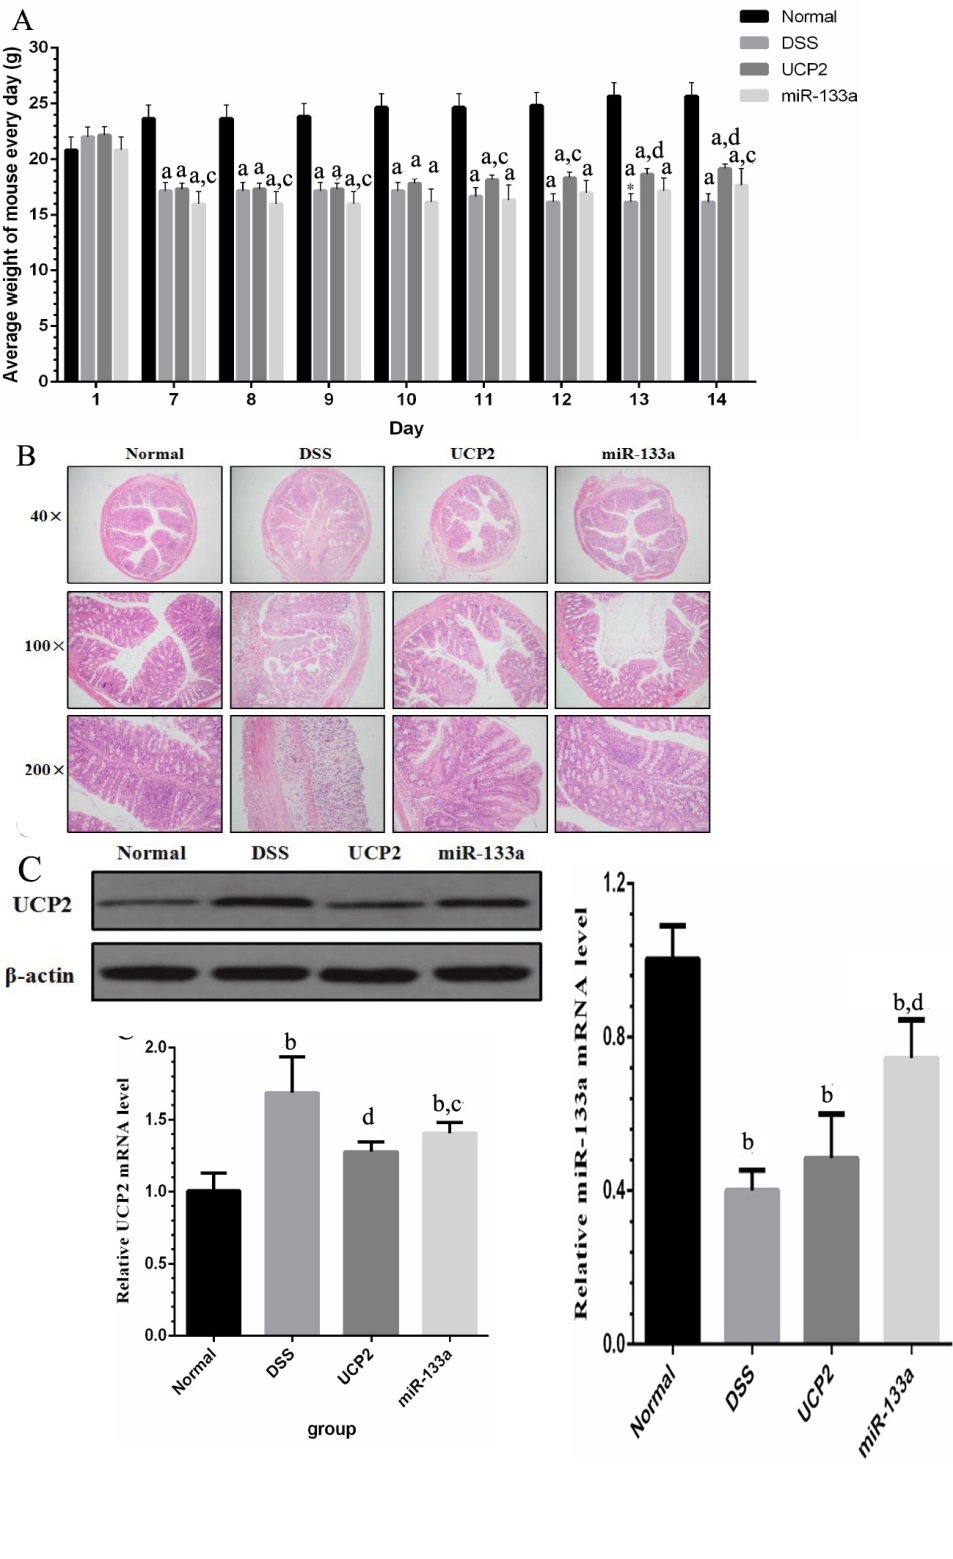 A
Normal
DSS
UCP2
miR-133a
Average weight of mouse every day (g)
30
25
20
15
10
5
0
a a a,c
a a a,c
a a a,c
a a a
a a,c a
a a,c a
a a,d a
*
a a,d a,c
1 7 8 9 10 11 12 13 14
Day
B
Normal DSS UCP2 miR-133a
40×
100×
200×
C
Normal DSS UCP2 miR-133a
UCP2
β-actin
Relative UCP2 mRNA level
2.0
1.5
1.0
0.5
0.0
b
d
b,c
Normal DSS UCP2 miR-133a
group
Relative miR-133a mRNA level
1.2
0.8
0.4
0.0
b
b
b,d
Normal DSS UCP2 miR-133a